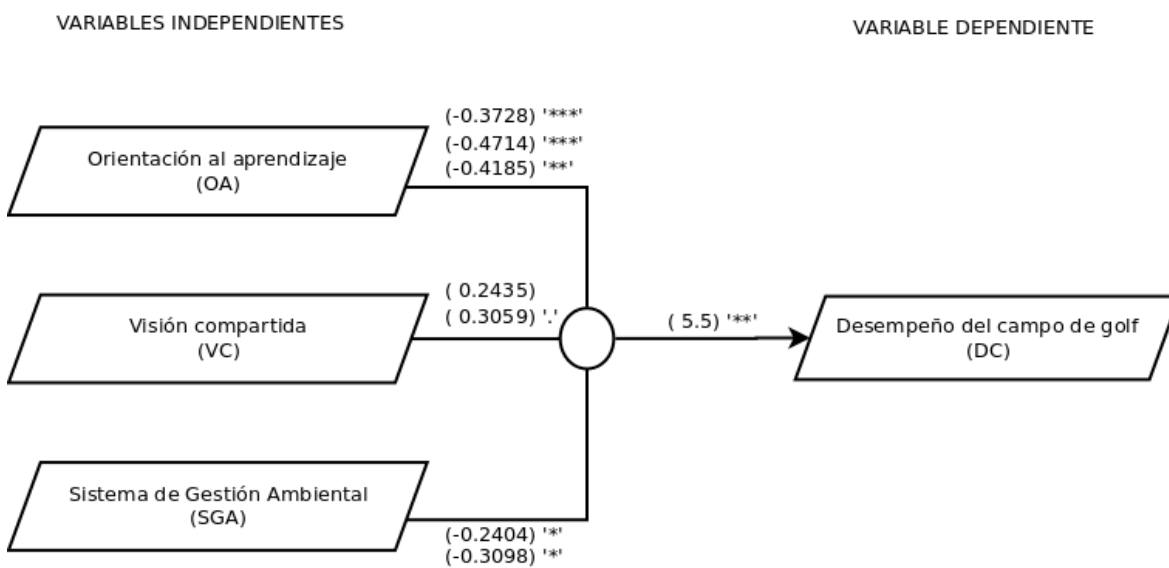 VARIABLES INDEPENDIENTES
VARIABLE DEPENDIENTE
(-0.3728) '***'
(-0.4714) '***'
(-0.4185) '**'
Orientación al aprendizaje
(OA)
( 0.2435)
( 0.3059) '.'
Visión compartida
(VC)
( 5.5) '**'
Desempeño del campo de golf
(DC)
Sistema de Gestión Ambiental
(SGA)
(-0.2404) '*'
(-0.3098) '*'